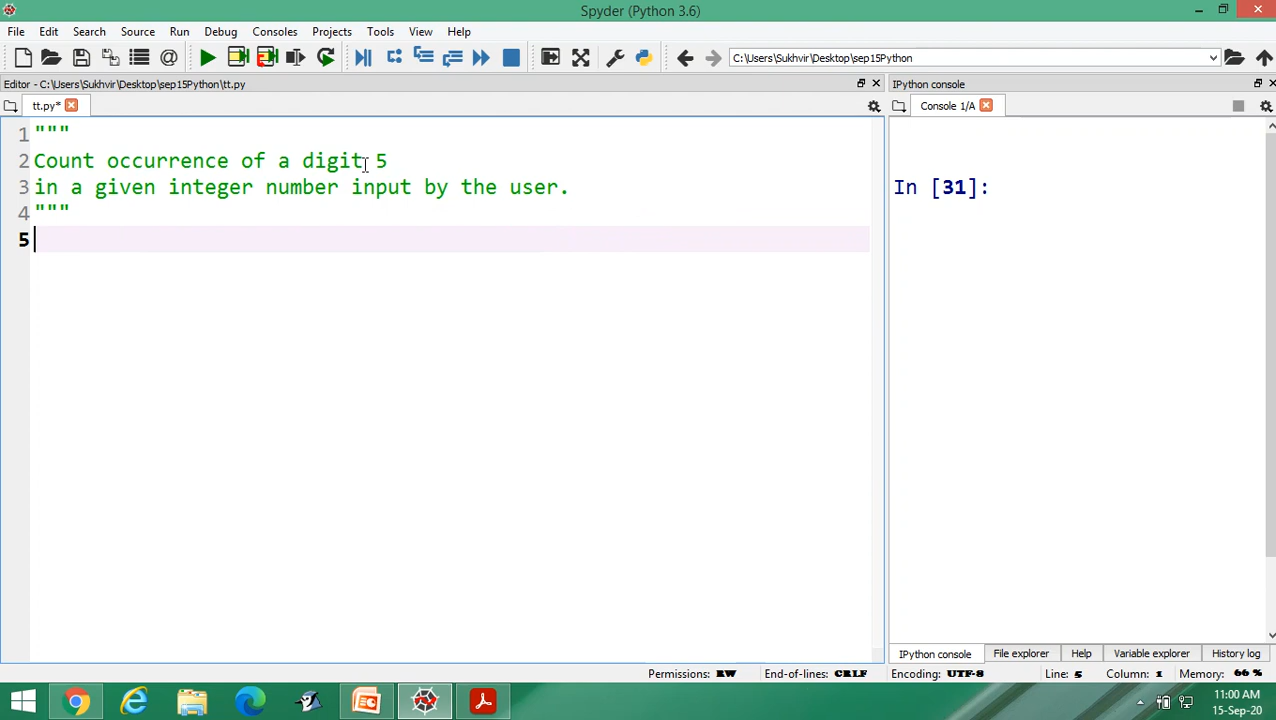 Spyder (Python 3.6)
File Edit Search Source Run Debug Consoles Projects Tools View Help
C:\Users\Sukhvir\Desktop\sep15Python
Editor - C:\Users\Sukhvir\Desktop\sep15Python\tt.py
IPython console
tt.py*
Console 1/A
1 """
2 Count occurrence of a digit 5
3 in a given integer number input by the user.
4 """
5
In [31]:
IPython console File explorer Help Variable explorer History log
Permissions: RW End-of-lines: CRLF Encoding: UTF-8 Line: 5 Column: 1 Memory: 66 %
11:00 AM
15-Sep-20